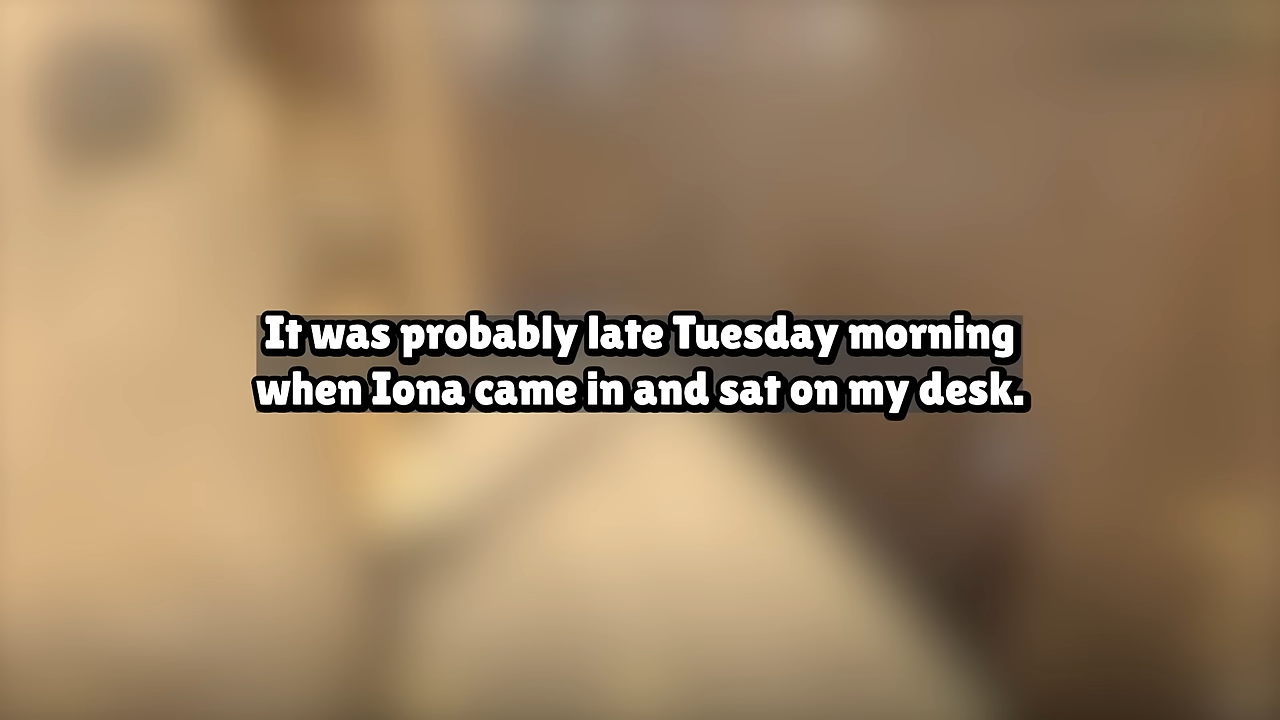 It was probably late Tuesday morning
when Iona came in and sat on my desk.